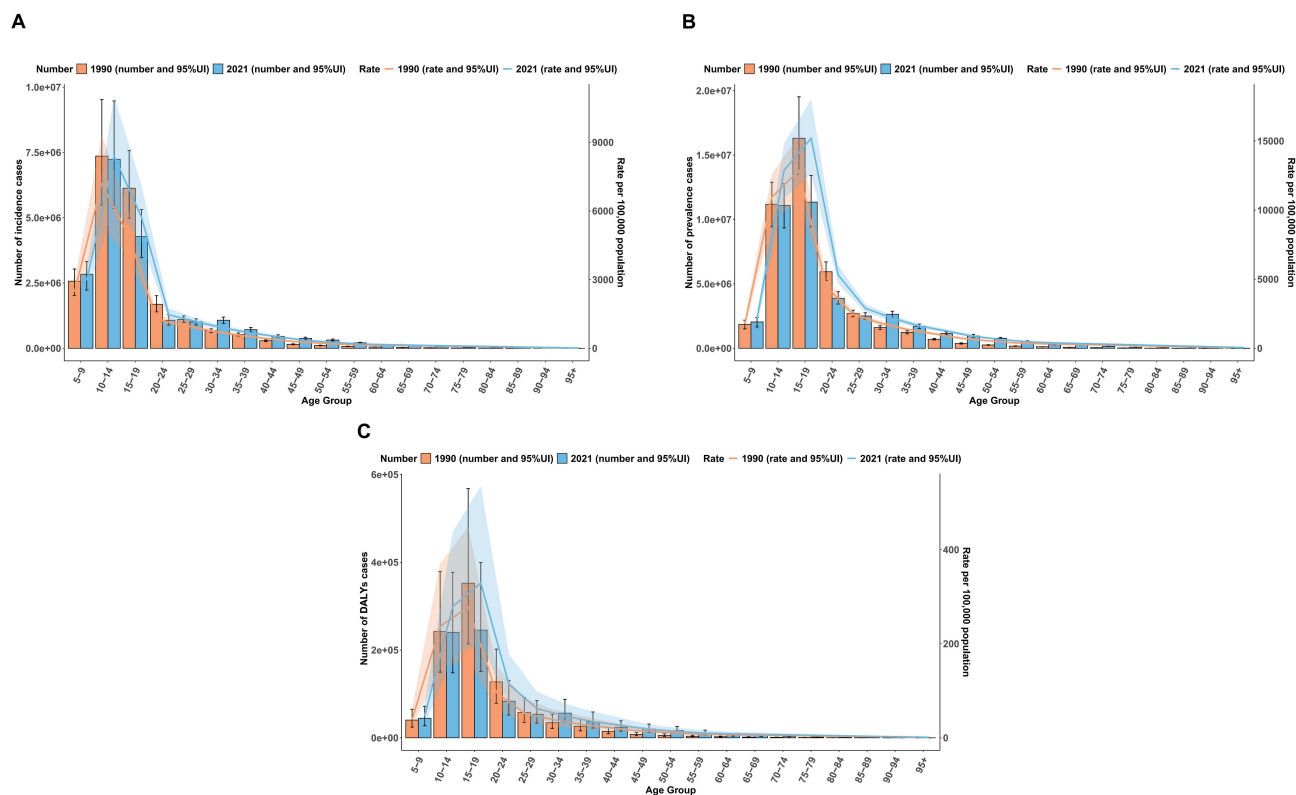 A
Number 1990 (number and 95%UI) 2021 (number and 95%UI) Rate 1990 (rate and 95%UI) 2021 (rate and 95%UI)
Number of incidence cases
1.0e+07
7.5e+06
5.0e+06
2.5e+06
0.0e+00
9000
6000
3000
0
Rate per 100,000 population
5−9
10−14
15−19
20−24
25−29
30−34
35−39
40−44
45−49
50−54
55−59
60−64
65−69
70−74
75−79
80−84
85−89
90−94
95+
Age Group
B
Number 1990 (number and 95%UI) 2021 (number and 95%UI) Rate 1990 (rate and 95%UI) 2021 (rate and 95%UI)
Number of prevalence cases
2.0e+07
1.5e+07
1.0e+07
5.0e+06
0.0e+00
15000
10000
5000
0
Rate per 100,000 population
5−9
10−14
15−19
20−24
25−29
30−34
35−39
40−44
45−49
50−54
55−59
60−64
65−69
70−74
75−79
80−84
85−89
90−94
95+
Age Group
C
Number 1990 (number and 95%UI) 2021 (number and 95%UI) Rate 1990 (rate and 95%UI) 2021 (rate and 95%UI)
Number of DALYs cases
6e+05
4e+05
2e+05
0e+00
400
200
0
Rate per 100,000 population
5−9
10−14
15−19
20−24
25−29
30−34
35−39
40−44
45−49
50−54
55−59
60−64
65−69
70−74
75−79
80−84
85−89
90−94
95+
Age Group